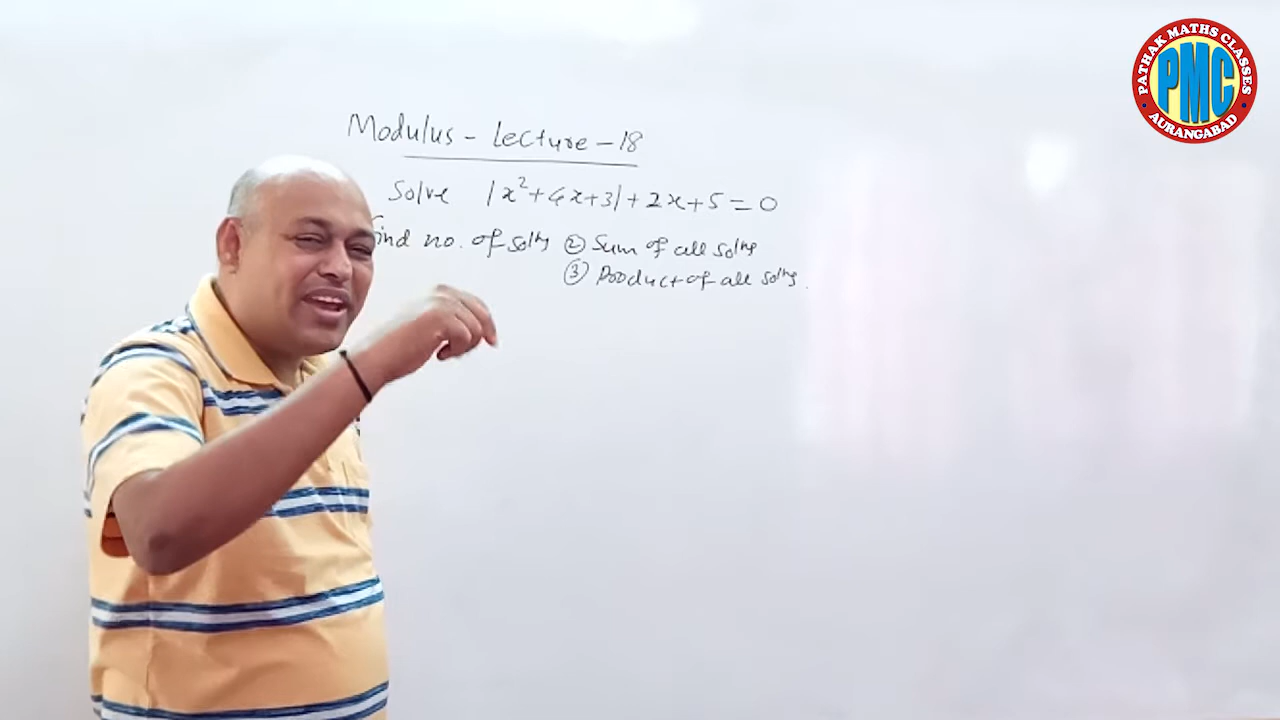 Modulus - Lecture - 18
Solve |x²+4x+3|+2x+5=0
Find no. of solns ② Sum of all solns
③ Product of all solns.
PATHAK MATHS CLASSES
PMC
• AURANGABAD •